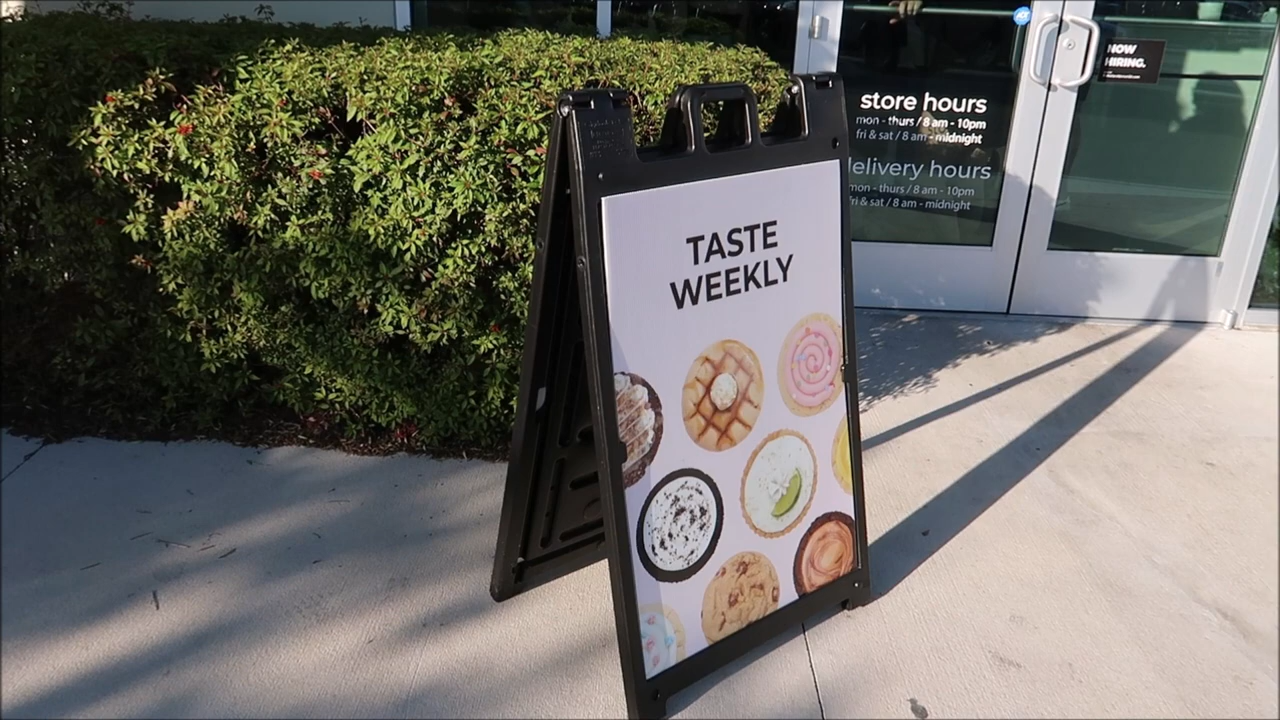 TASTE
WEEKLY
NOW
HIRING.
store hours
mon - thurs / 8 am - 10pm
fri & sat / 8 am - midnight
delivery hours
mon - thurs / 8 am - 10pm
fri & sat / 8 am - midnight